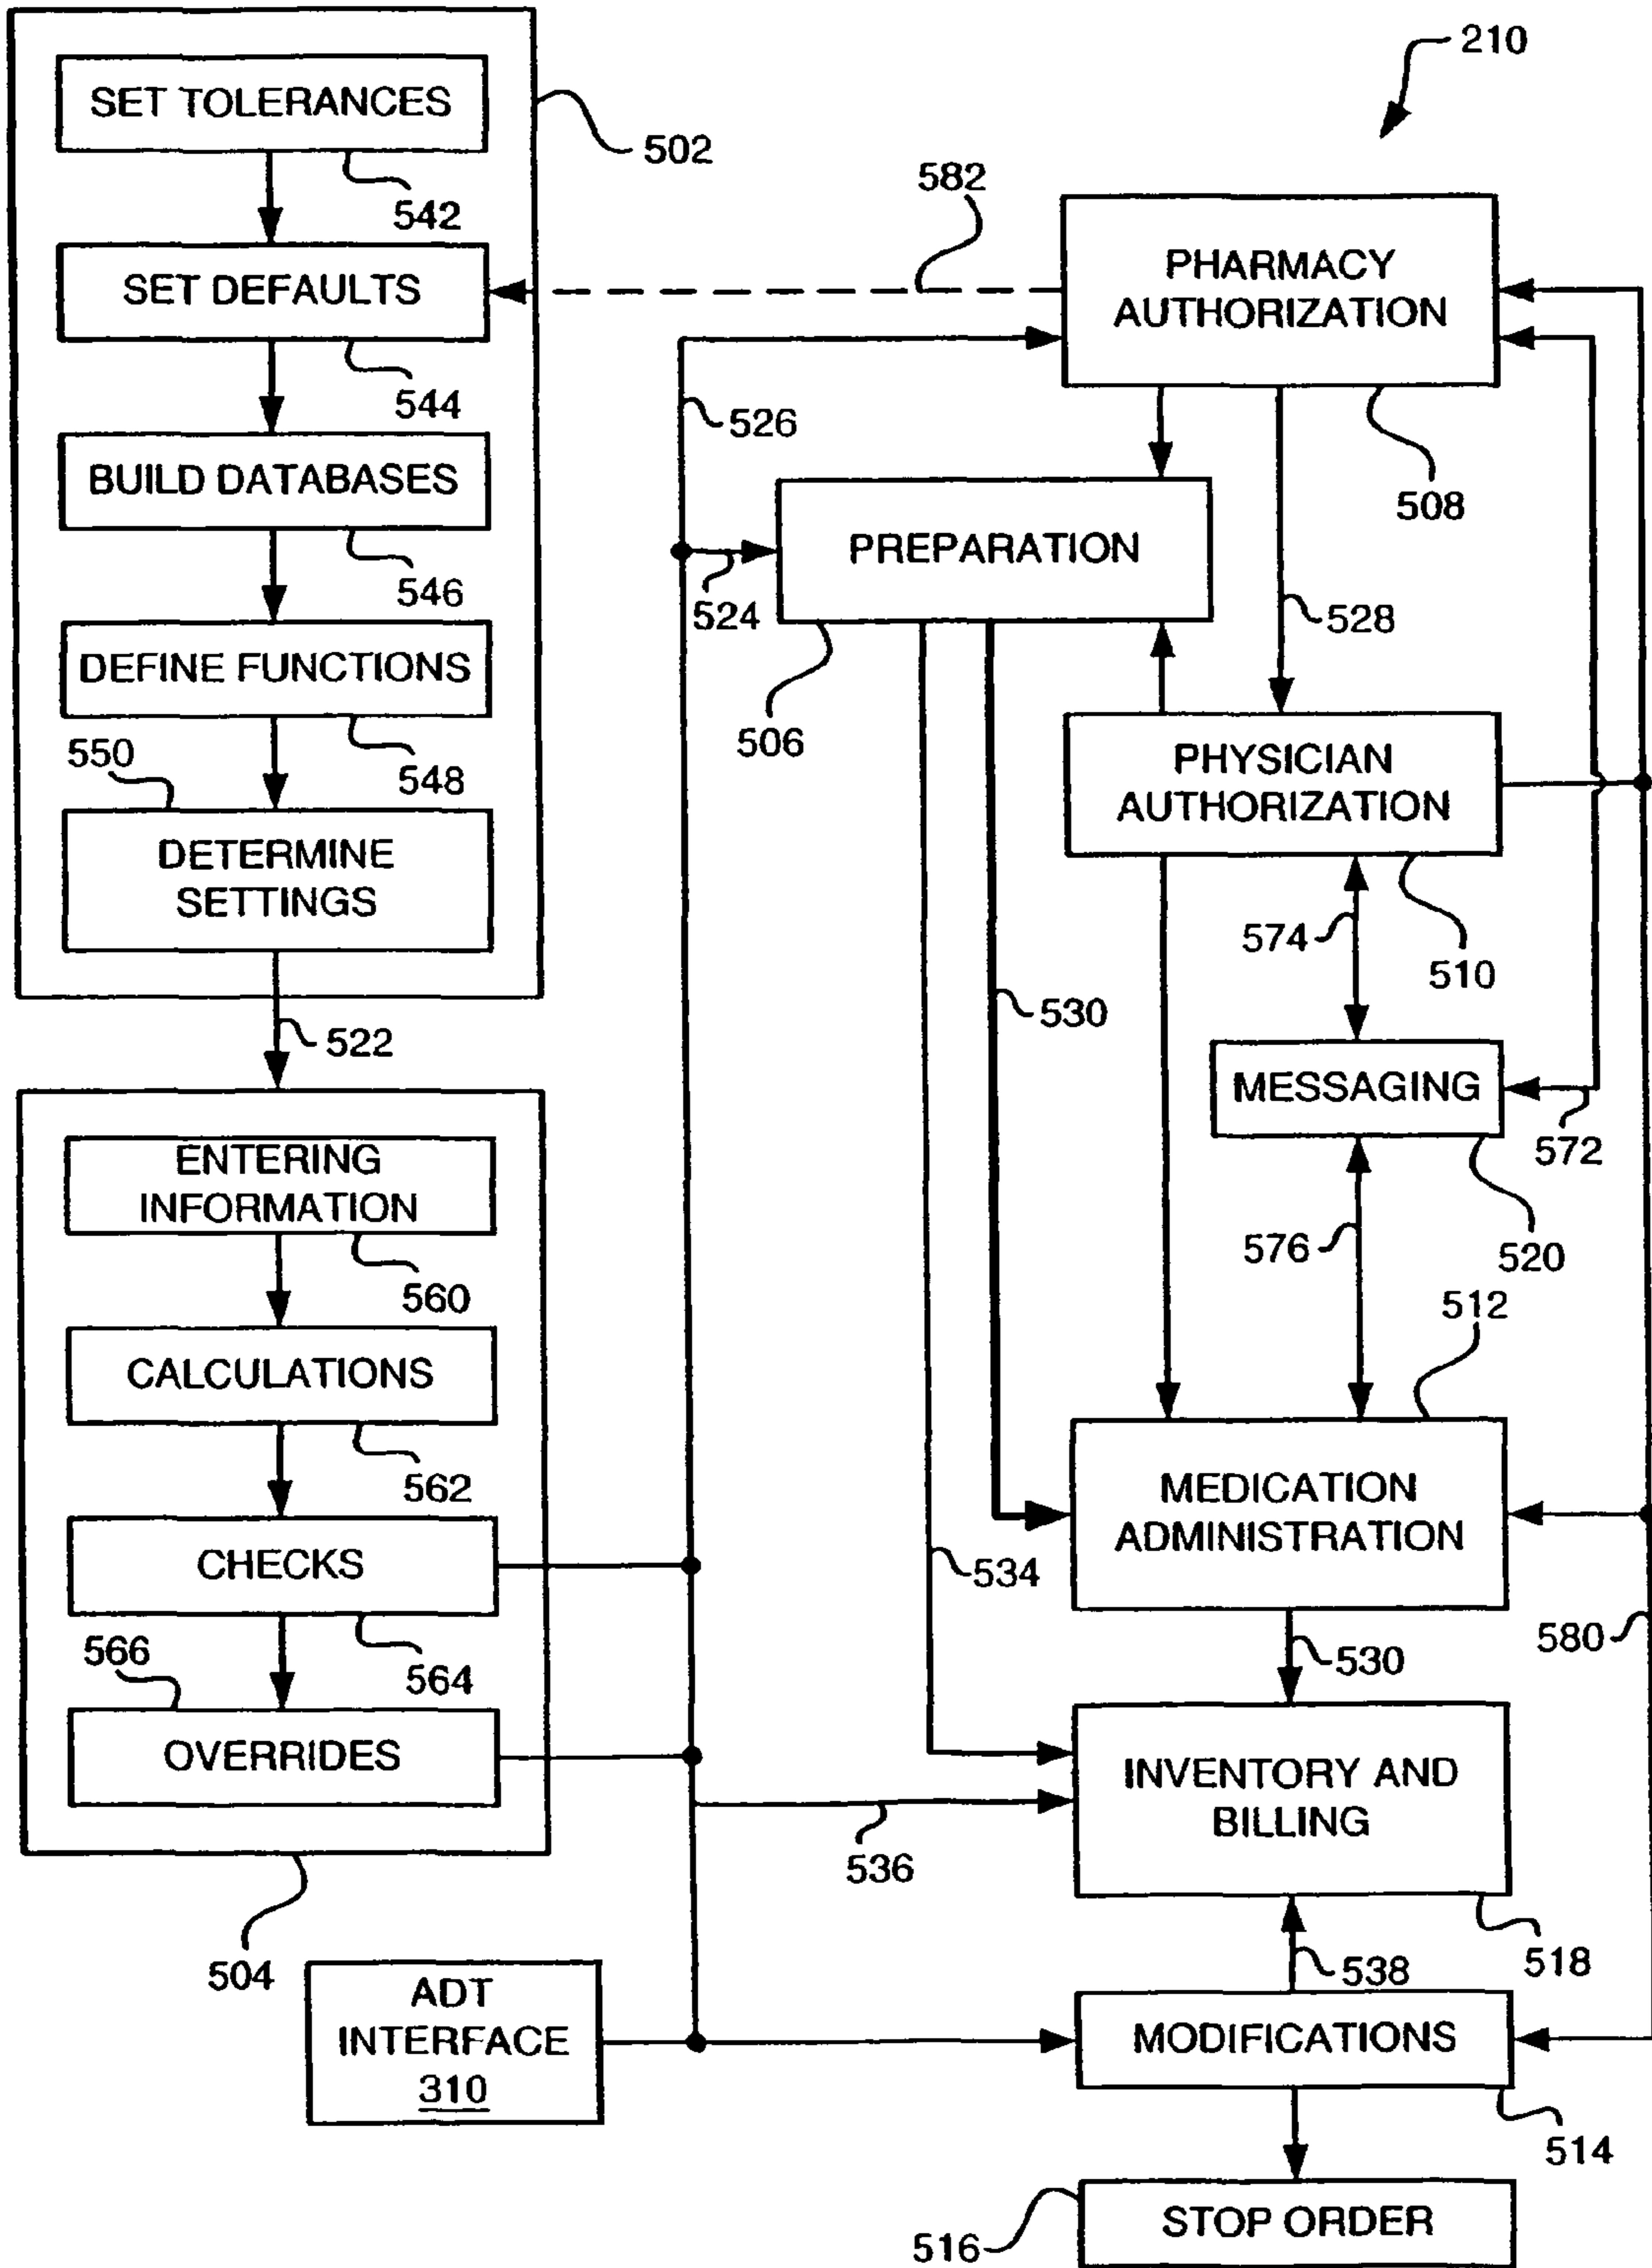 210
SET TOLERANCES
502
542
582
SET DEFAULTS
544
PHARMACY
AUTHORIZATION
526
508
BUILD DATABASES
546
PREPARATION
524
528
DEFINE FUNCTIONS
548
506
550
DETERMINE
SETTINGS
PHYSICIAN
AUTHORIZATION
574
510
530
522
MESSAGING
572
ENTERING
INFORMATION
560
576
520
512
CALCULATIONS
562
MEDICATION
ADMINISTRATION
CHECKS
534
564
566
530
580
OVERRIDES
INVENTORY AND
BILLING
536
504
518
538
ADT
INTERFACE
310
MODIFICATIONS
514
STOP ORDER
516